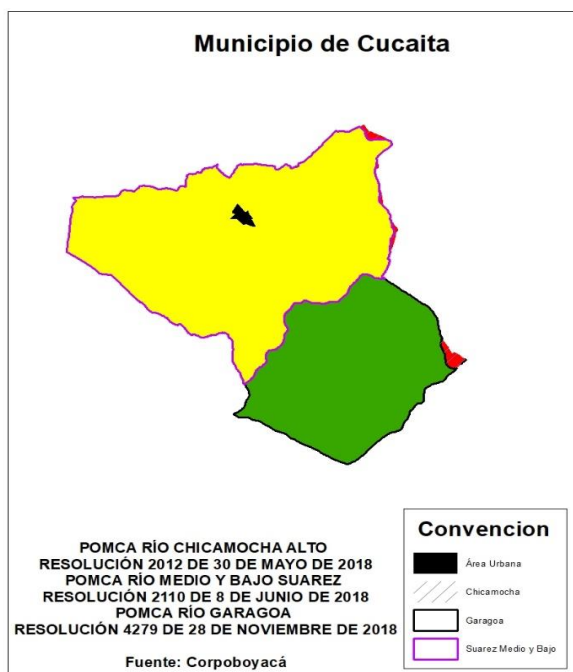 Municipio de Cucaita
POMCA RÍO CHICAMOCHA ALTO
RESOLUCIÓN 2012 DE 30 DE MAYO DE 2018
POMCA RÍO MEDIO Y BAJO SUAREZ
RESOLUCIÓN 2110 DE 8 DE JUNIO DE 2018
POMCA RÍO GARAGOA
RESOLUCIÓN 4279 DE 28 DE NOVIEMBRE DE 2018
Fuente: Corpoboyacá
Convencion
Área Urbana
Chicamocha
Garagoa
Suarez Medio y Bajo